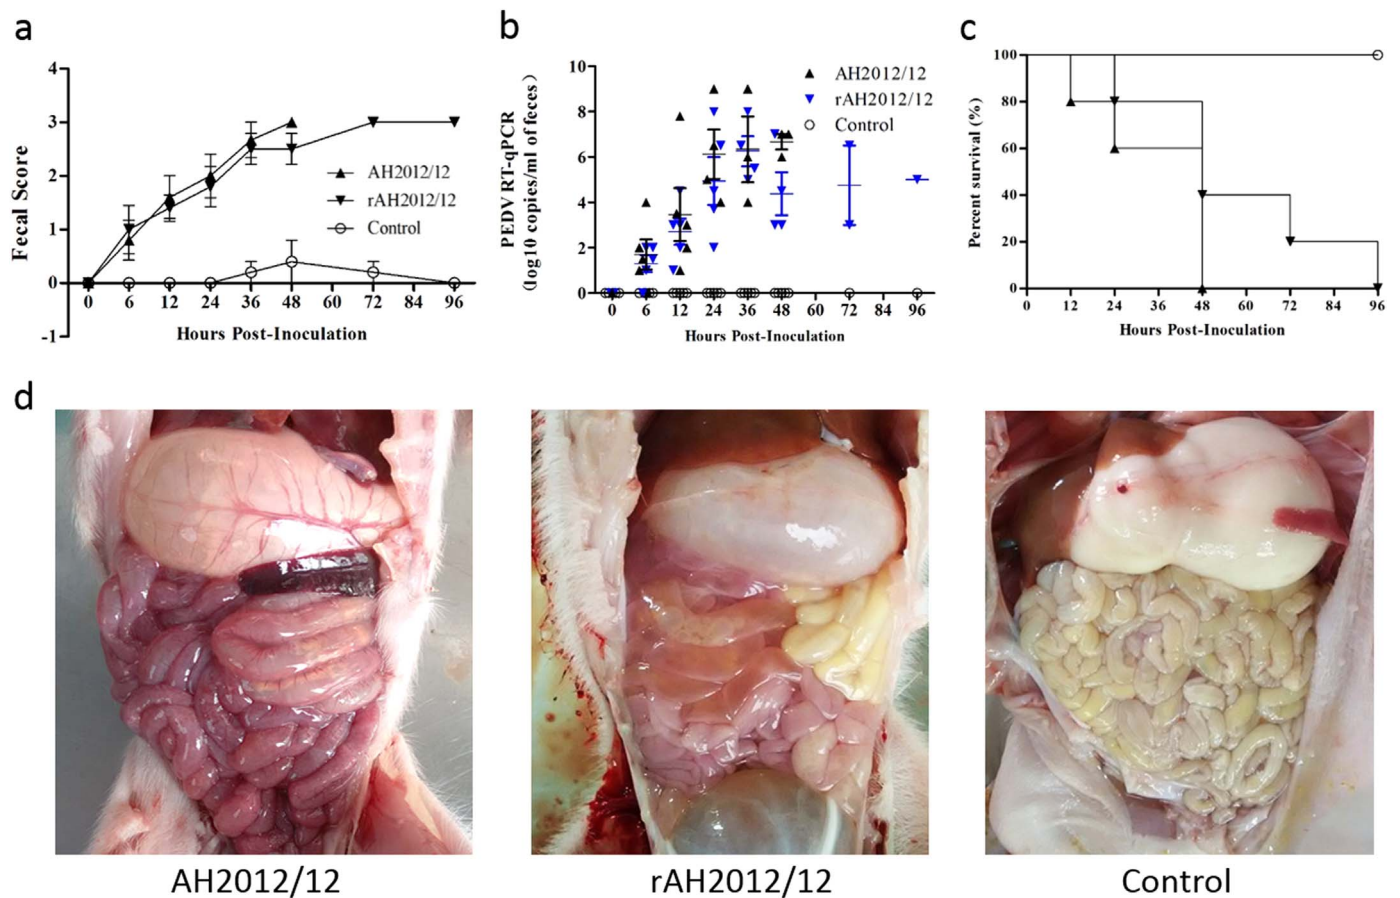 a
Fecal Score
4
3
2
1
0
-1
0 6 12 24 36 48 72 84 96
Hours Post-Inoculation
AH2012/12
rAH2012/12
Control
b
PEDV RT-qPCR
(log10 copies/ml of feces)
10
8
6
4
2
0
0 6 12 24 36 48 60 72 84 96
Hours Post-Inoculation
AH2012/12
rAH2012/12
Control
c
Percent survival (%)
100
80
60
40
20
0
0 12 24 36 48 60 72 84 96
Hours Post-Inoculation
d
AH2012/12
rAH2012/12
Control